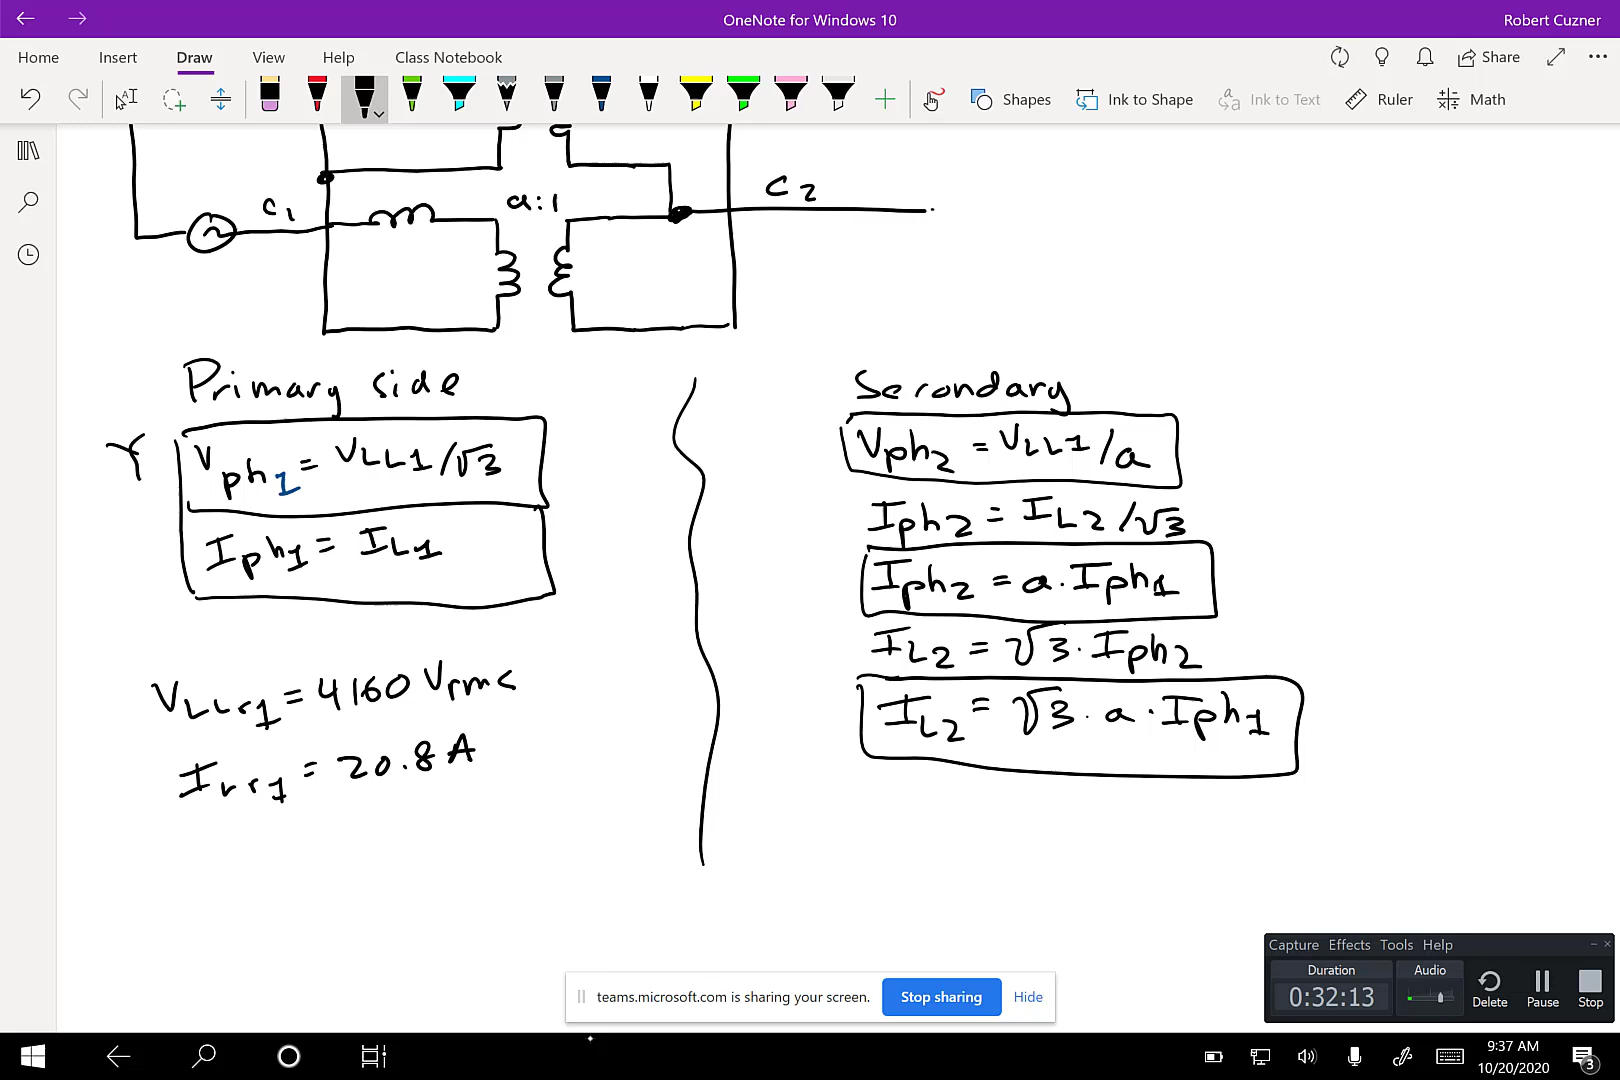 OneNote for Windows 10
Robert Cuzner
Home Insert Draw View Help Class Notebook
Share
Shapes Ink to Shape Ink to Text Ruler Math
C1
a:1
C2
Primary side
Y
Vph1 = VLL1/√3
Iph1 = IL1
VLLr1 = 4160 Vrms
ILr1 = 20.8 A
Secondary
Vph2 = VLL1/a
Iph2 = IL2/√3
Iph2 = a·Iph1
IL2 = √3·Iph2
IL2 = √3·a·Iph1
Capture Effects Tools Help
Duration Audio
0:32:13
Delete Pause Stop
teams.microsoft.com is sharing your screen. Stop sharing Hide
9:37 AM
10/20/2020
3